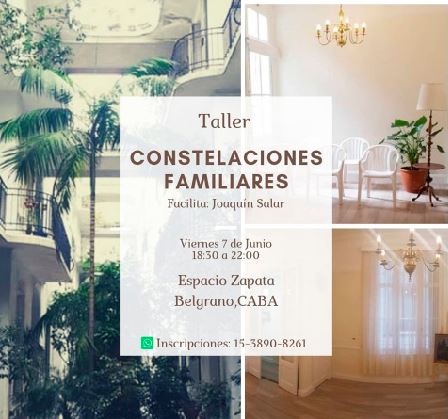 Taller
CONSTELACIONES
FAMILIARES
Facilita: Joaquín Salar
Viernes 7 de Junio
18:30 a 22:00
Espacio Zapata
Belgrano,CABA
Inscripciones: 15-3890-8261